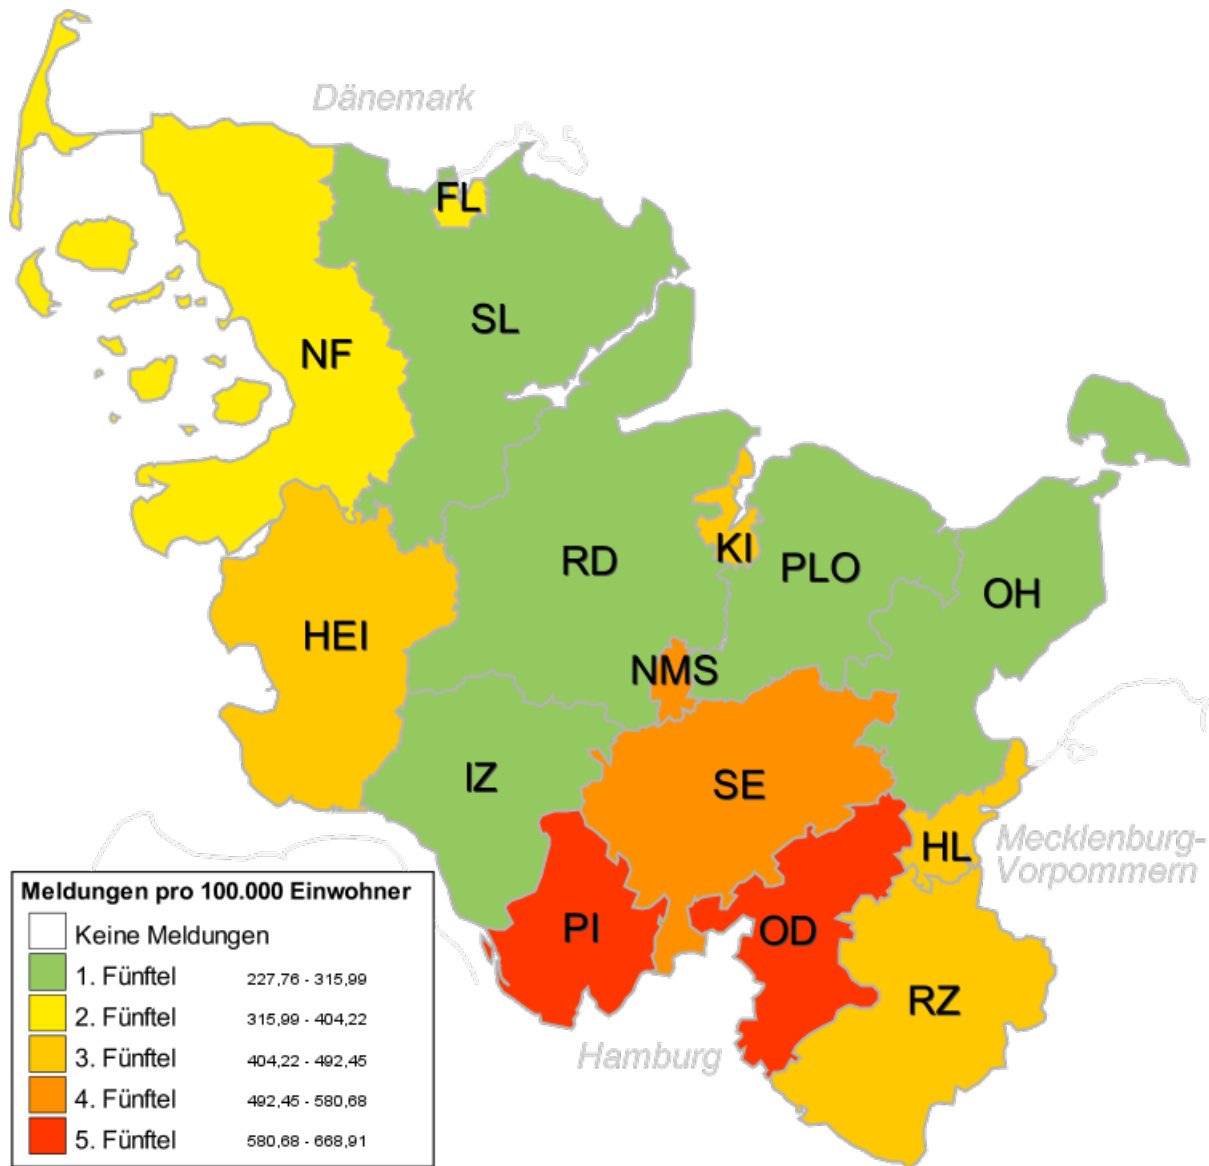 Dänemark
FL
SL
NF
RD
KI
PLO
OH
HEI
NMS
IZ
SE
HL
Mecklenburg-
Vorpommern
PI
OD
RZ
Hamburg
Meldungen pro 100.000 Einwohner
Keine Meldungen
1. Fünftel 227,76 - 315,99
2. Fünftel 315,99 - 404,22
3. Fünftel 404,22 - 492,45
4. Fünftel 492,45 - 580,68
5. Fünftel 580,68 - 668,91